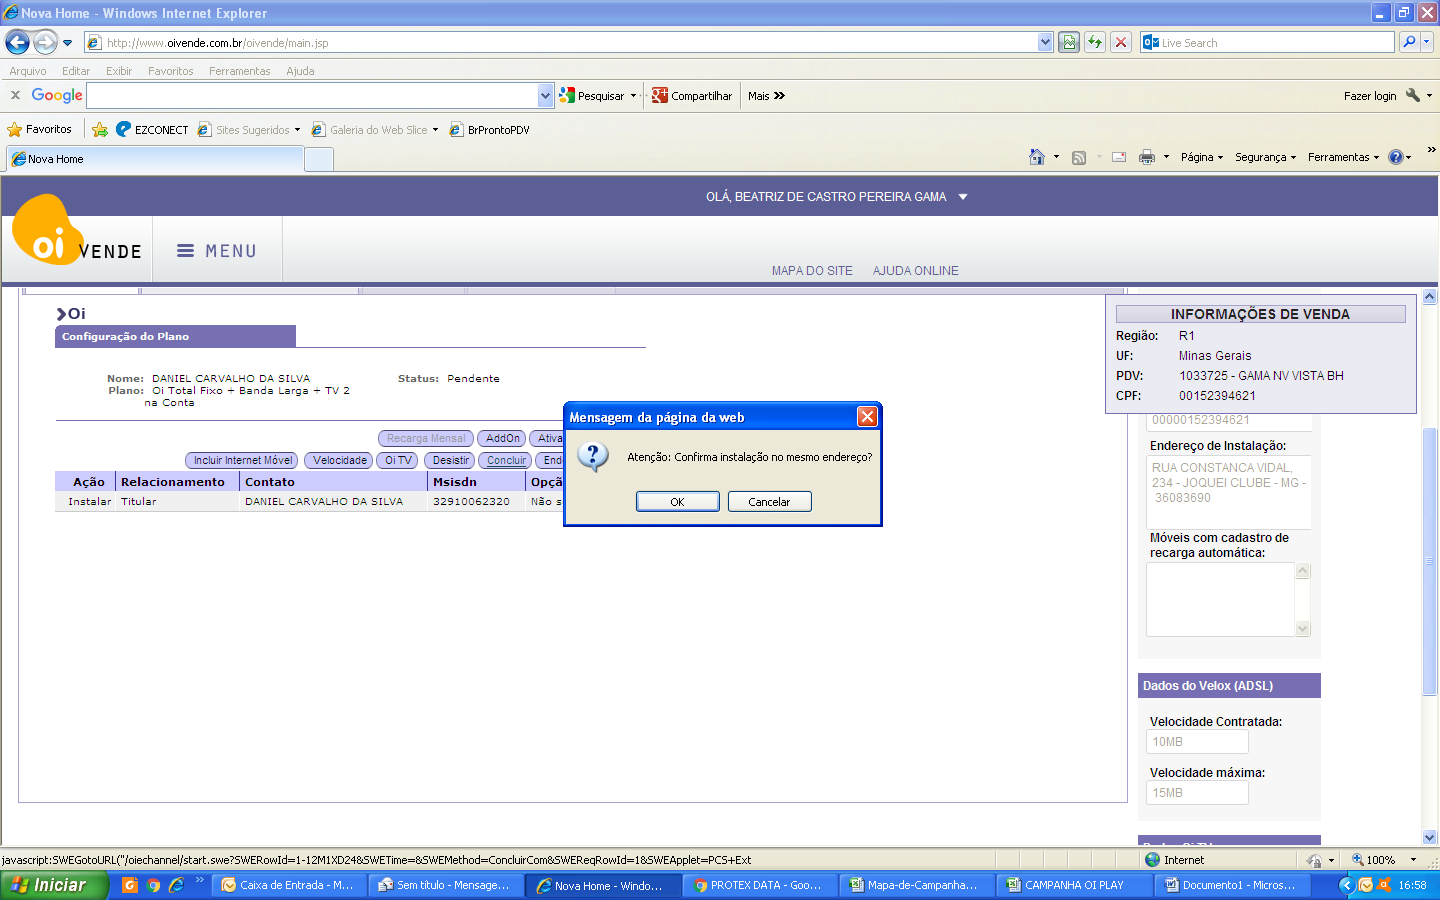 Nova Home - Windows Internet Explorer
http://www.oivende.com.br/oivende/main.jsp
Live Search
Arquivo Editar Exibir Favoritos Ferramentas Ajuda
x Google Pesquisar Compartilhar Mais Fazer login
Favoritos EZCONECT Sites Sugeridos Galeria do Web Slice BrProntoPDV
Nova Home
Página Segurança Ferramentas
OLÁ, BEATRIZ DE CASTRO PEREIRA GAMA
oi VENDE
MENU
MAPA DO SITE AJUDA ONLINE
Oi
Configuração do Plano
Nome: DANIEL CARVALHO DA SILVA Status: Pendente
Plano: Oi Total Fixo + Banda Larga + TV 2
na Conta
Recarga Mensal AddOn Ativa
Incluir Internet Móvel Velocidade Oi TV Desistir Concluir End
Ação Relacionamento Contato Msisdn Opçã
Instalar Titular DANIEL CARVALHO DA SILVA 32910062320 Não s
Mensagem da página da web
Atenção: Confirma instalação no mesmo endereço?
OK Cancelar
INFORMAÇÕES DE VENDA
Região: R1
UF: Minas Gerais
PDV: 1033725 - GAMA NV VISTA BH
CPF: 00152394621
00000152394621
Endereço de Instalação:
RUA CONSTANCA VIDAL,
234 - JOQUEI CLUBE - MG -
36083690
Móveis com cadastro de
recarga automática:
Dados do Velox (ADSL)
Velocidade Contratada:
10MB
Velocidade máxima:
15MB
javascript:SWEGotoURL("/oiechannel/start.swe?SWERowId=1-12M1XD24&SWETime=&SWEMethod=ConcluirCom&SWEReqRowId=1&SWEApplet=PCS+Ext
Internet 100%
Iniciar Caixa de Entrada - M... Sem título - Mensage... Nova Home - Windo... PROTEX DATA - Goo... Mapa-de-Campanha... CAMPANHA OI PLAY Documento1 - Micros... 16:58